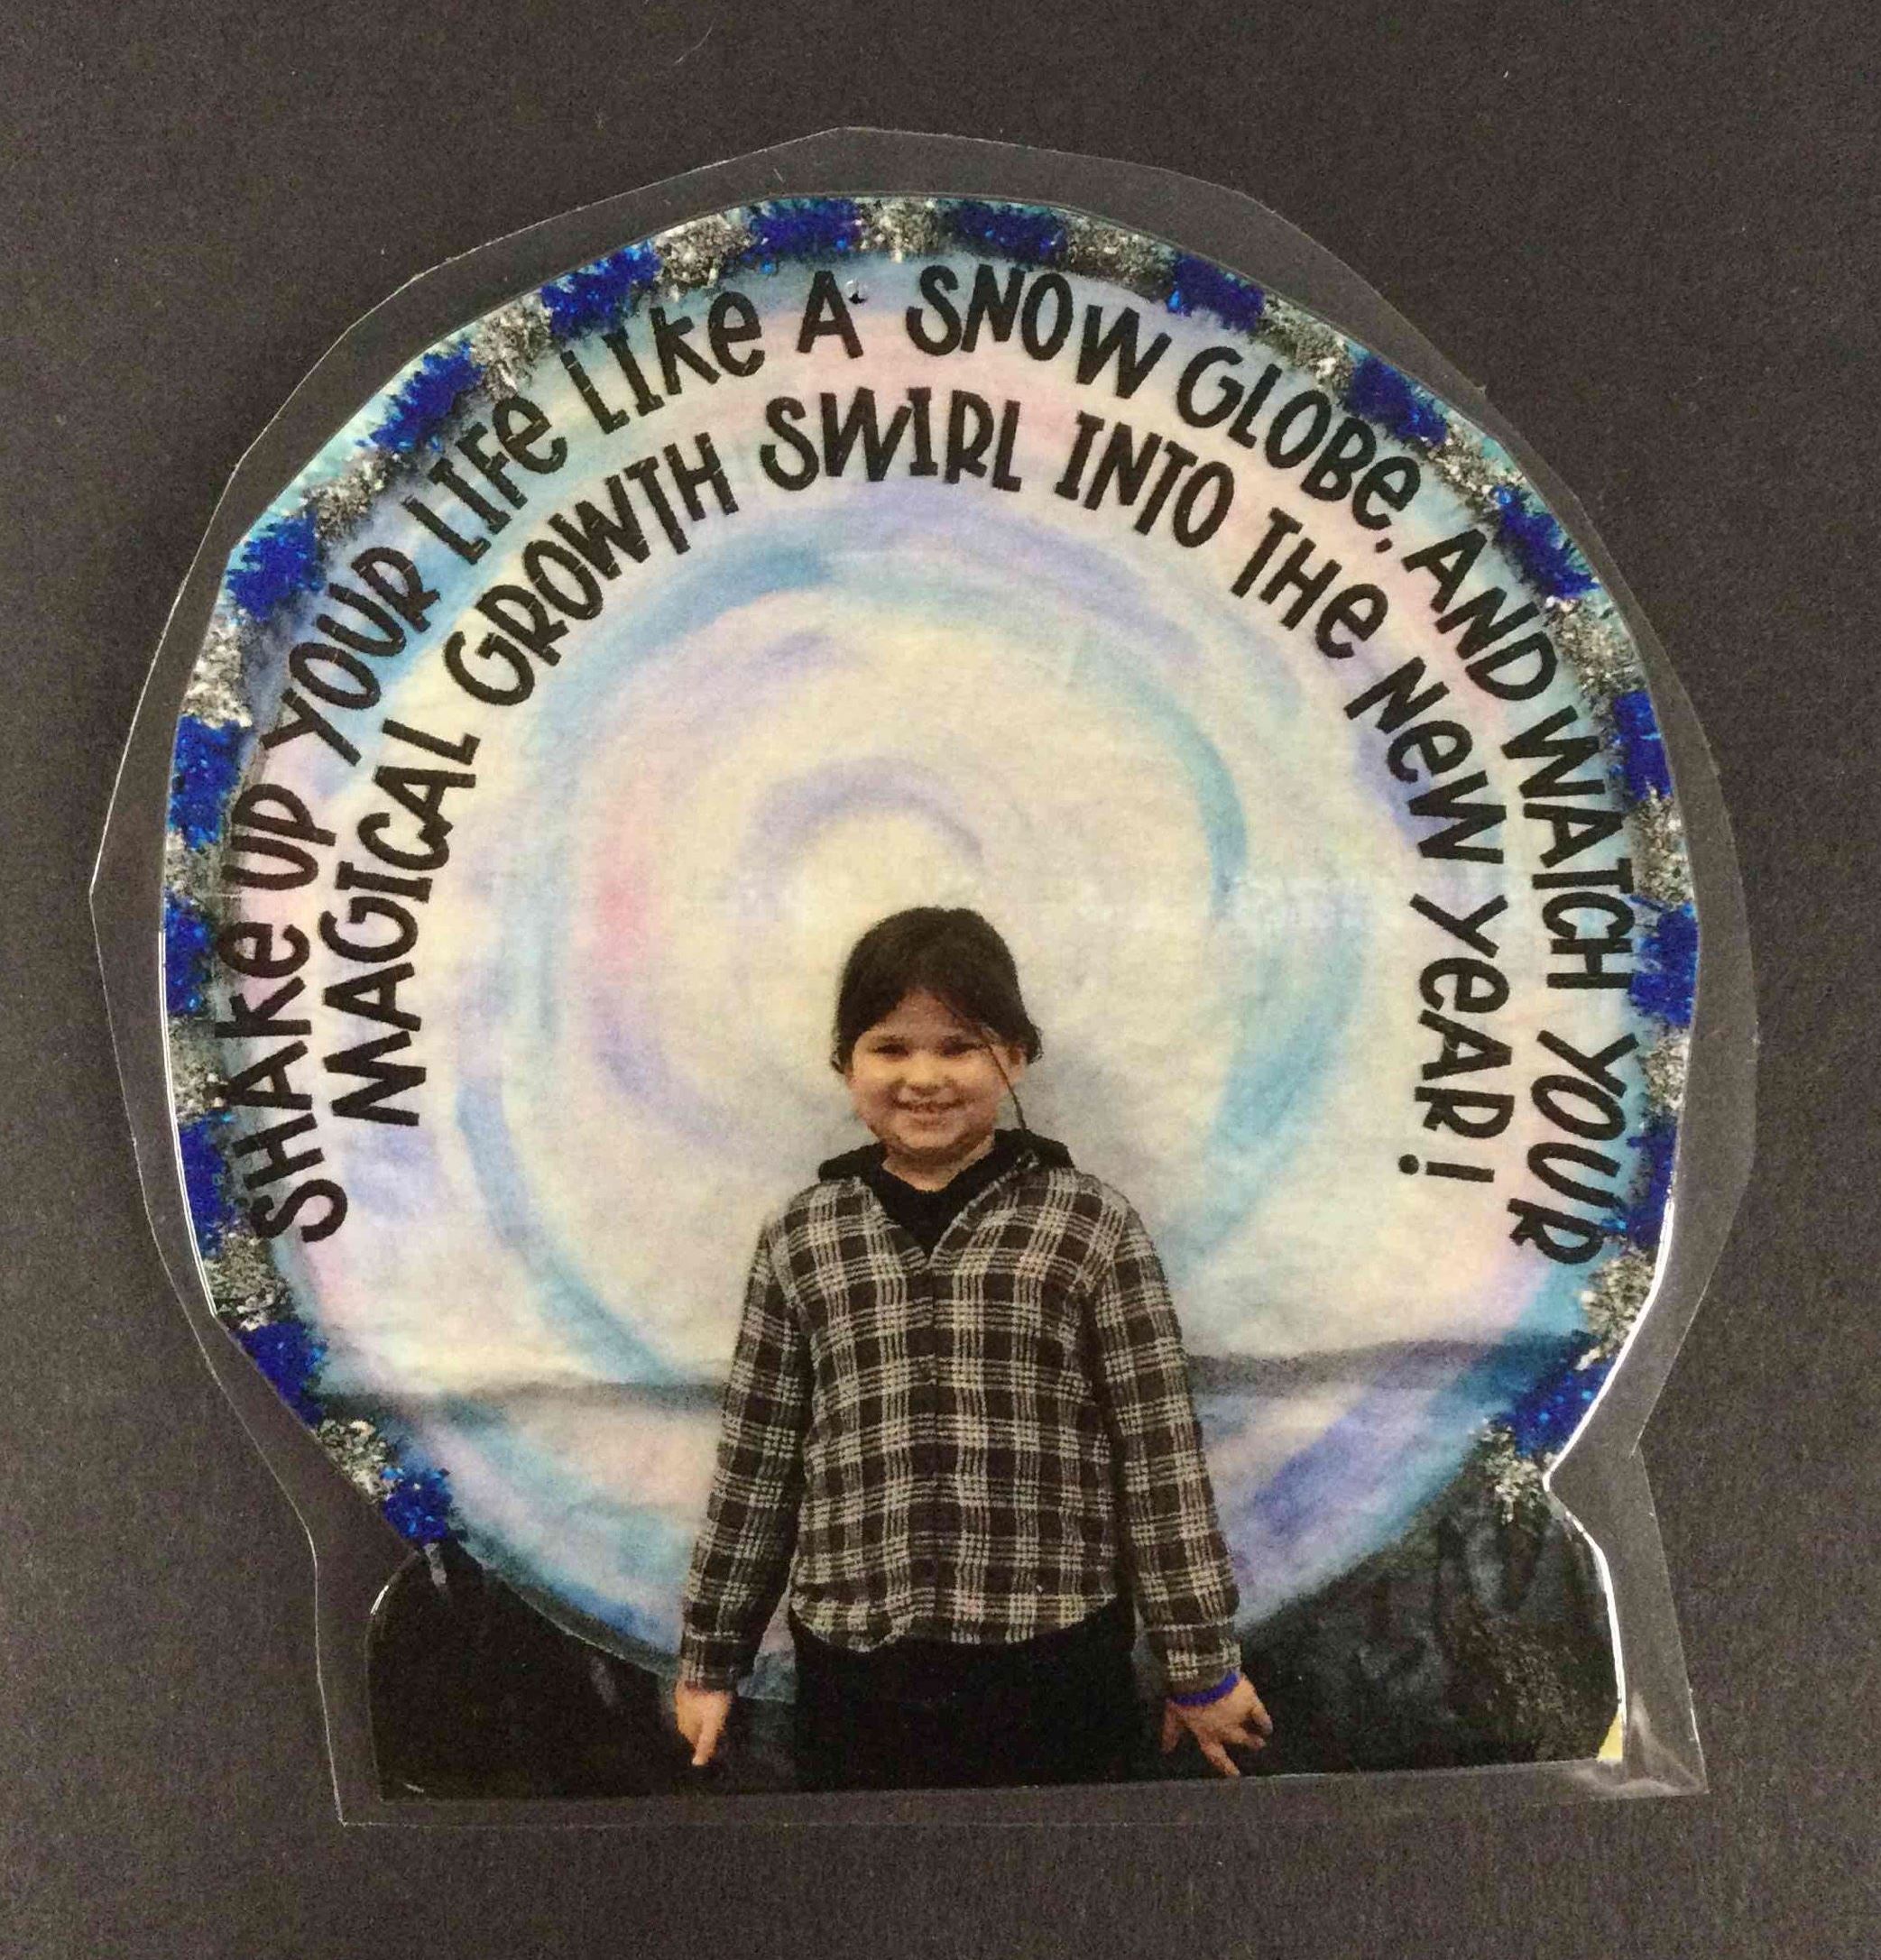 SHAKe UP YOUR LIFe LIKe A SNOW GLOBe, AND WATCH YOUR
MAGICAL GROWTH SWIRL INTO THe NeW YeAR!